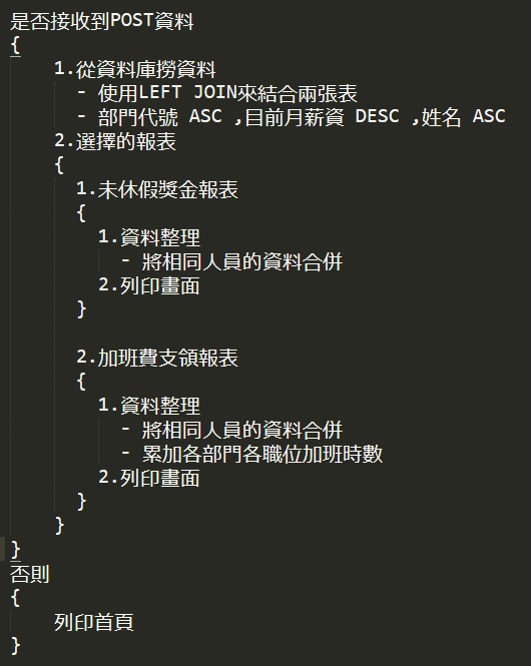 是否接收到POST資料
{
1.從資料庫撈資料
- 使用LEFT JOIN來結合兩張表
- 部門代號 ASC ,目前月薪資 DESC ,姓名 ASC
2.選擇的報表
{
1.未休假獎金報表
{
1.資料整理
- 將相同人員的資料合併
2.列印畫面
}
2.加班費支領報表
{
1.資料整理
- 將相同人員的資料合併
- 累加各部門各職位加班時數
2.列印畫面
}
}
}
否則
{
列印首頁
}